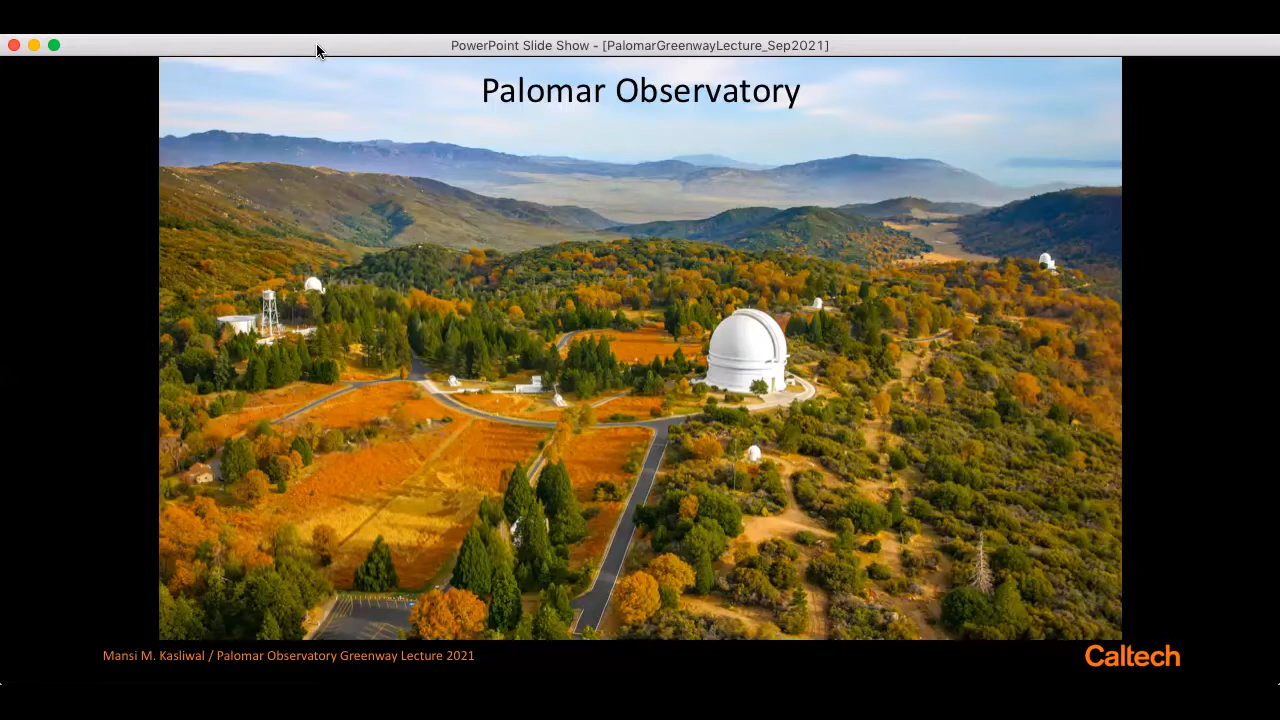 PowerPoint Slide Show - [PalomarGreenwayLecture_Sep2021]
Palomar Observatory
Mansi M. Kasliwal / Palomar Observatory Greenway Lecture 2021
Caltech